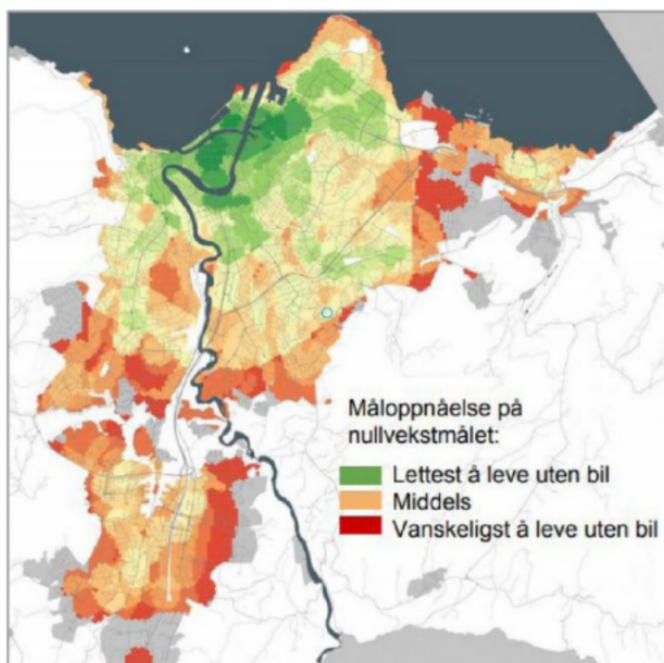 Måloppnåelse på
nullvekstmålet:
Lettest å leve uten bil
Middels
Vanskeligst å leve uten bil